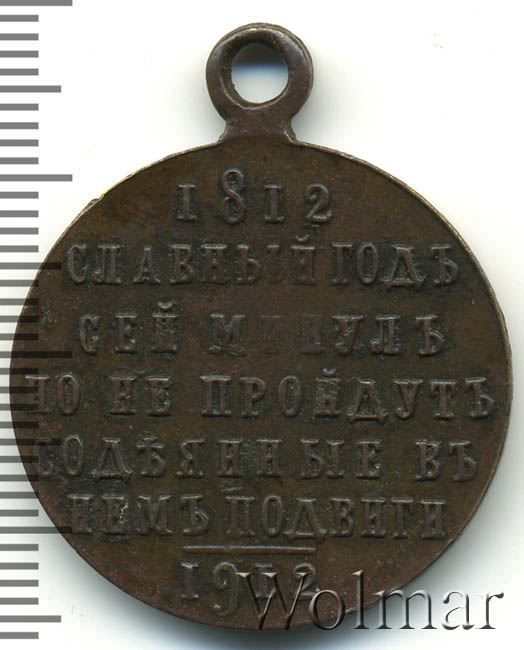 1812
СЛАВНЫЙ ГОДЪ
СЕЙ МИНУЛЪ
НО НЕ ПРОЙДУТЪ
СОДѢЯННЫЕ ВЪ
НЕМЪ ПОДВИГИ
1912
Wolmar